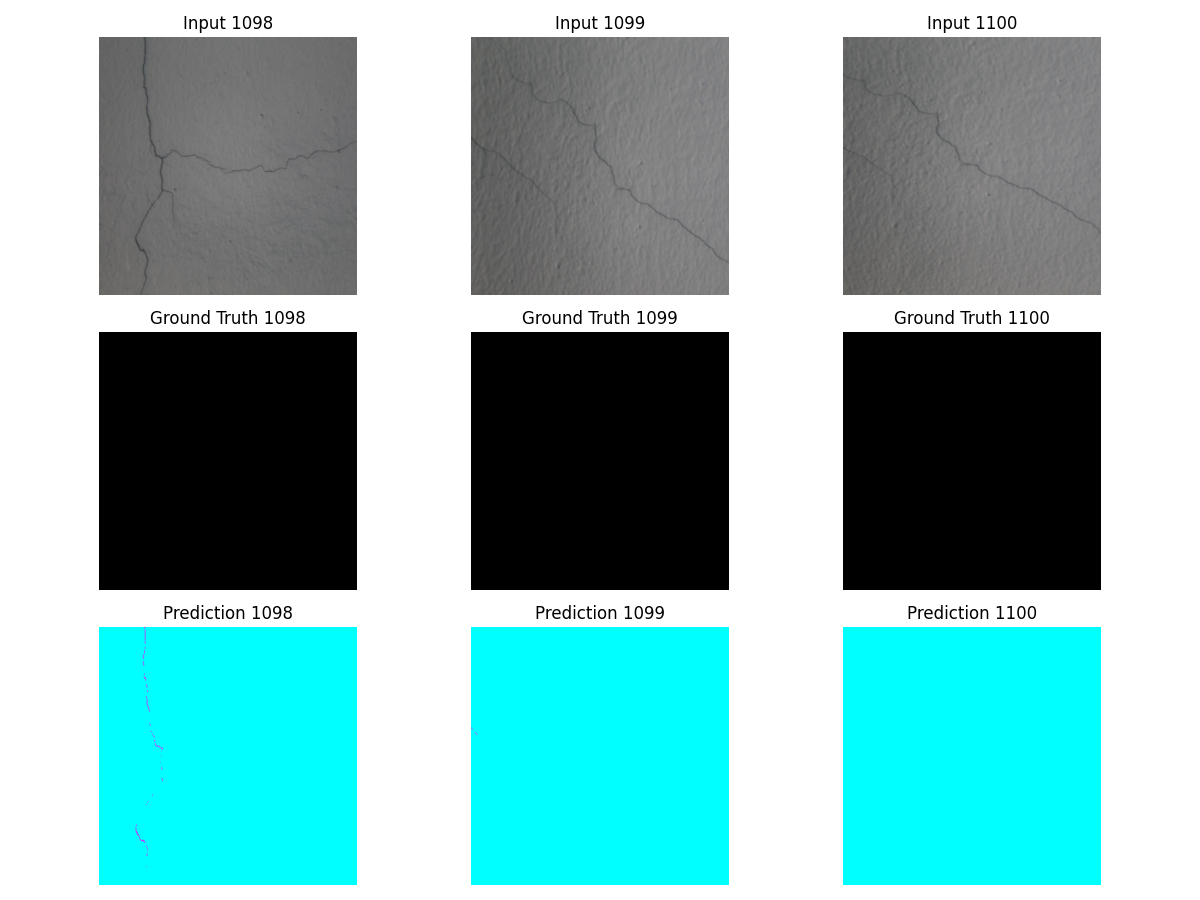 Input 1098
Input 1099
Input 1100
Ground Truth 1098
Ground Truth 1099
Ground Truth 1100
Prediction 1098
Prediction 1099
Prediction 1100